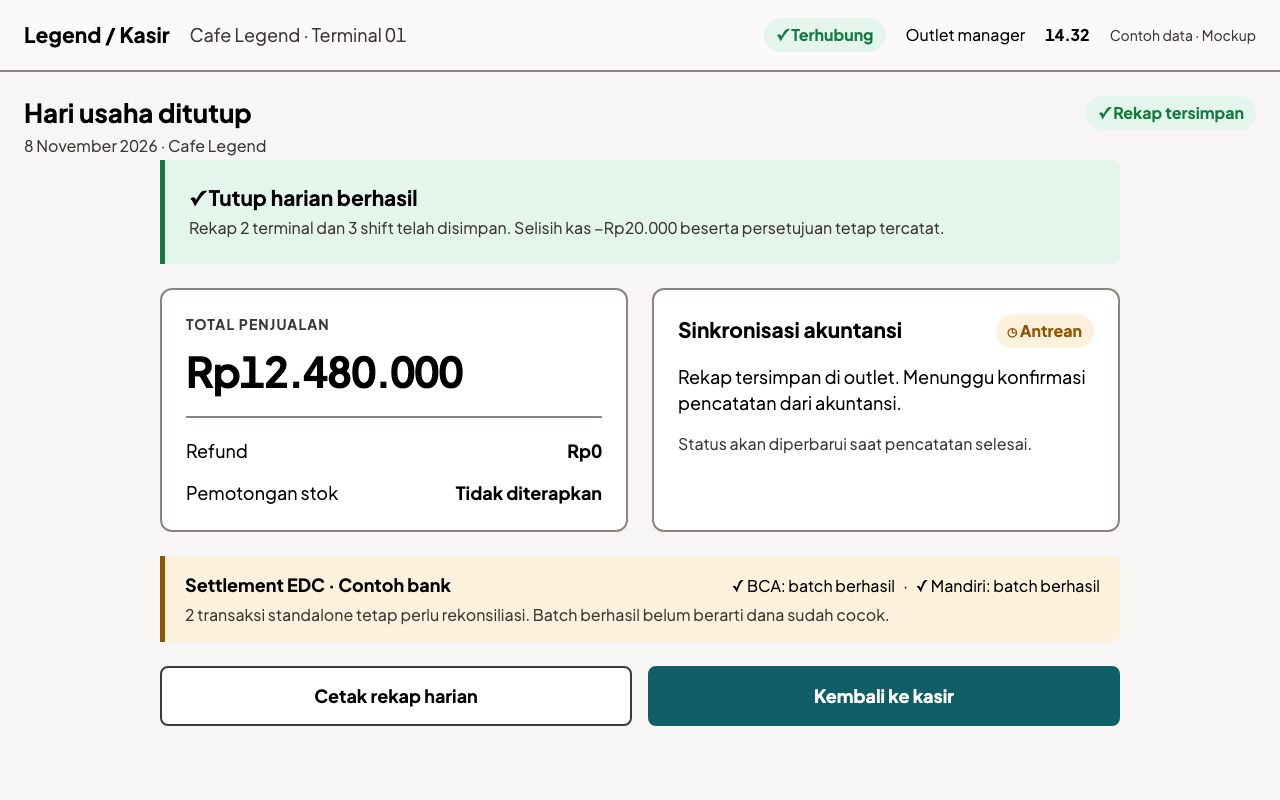 Legend / Kasir Cafe Legend · Terminal 01 ✓Terhubung Outlet manager 14.32 Contoh data · Mockup
Hari usaha ditutup ✓Rekap tersimpan
8 November 2026 · Cafe Legend
✓Tutup harian berhasil
Rekap 2 terminal dan 3 shift telah disimpan. Selisih kas −Rp20.000 beserta persetujuan tetap tercatat.
TOTAL PENJUALAN
Rp12.480.000
Refund Rp0
Pemotongan stok Tidak diterapkan
Sinkronisasi akuntansi ◷ Antrean
Rekap tersimpan di outlet. Menunggu konfirmasi
pencatatan dari akuntansi.
Status akan diperbarui saat pencatatan selesai.
Settlement EDC · Contoh bank ✓ BCA: batch berhasil · ✓ Mandiri: batch berhasil
2 transaksi standalone tetap perlu rekonsiliasi. Batch berhasil belum berarti dana sudah cocok.
Cetak rekap harian Kembali ke kasir